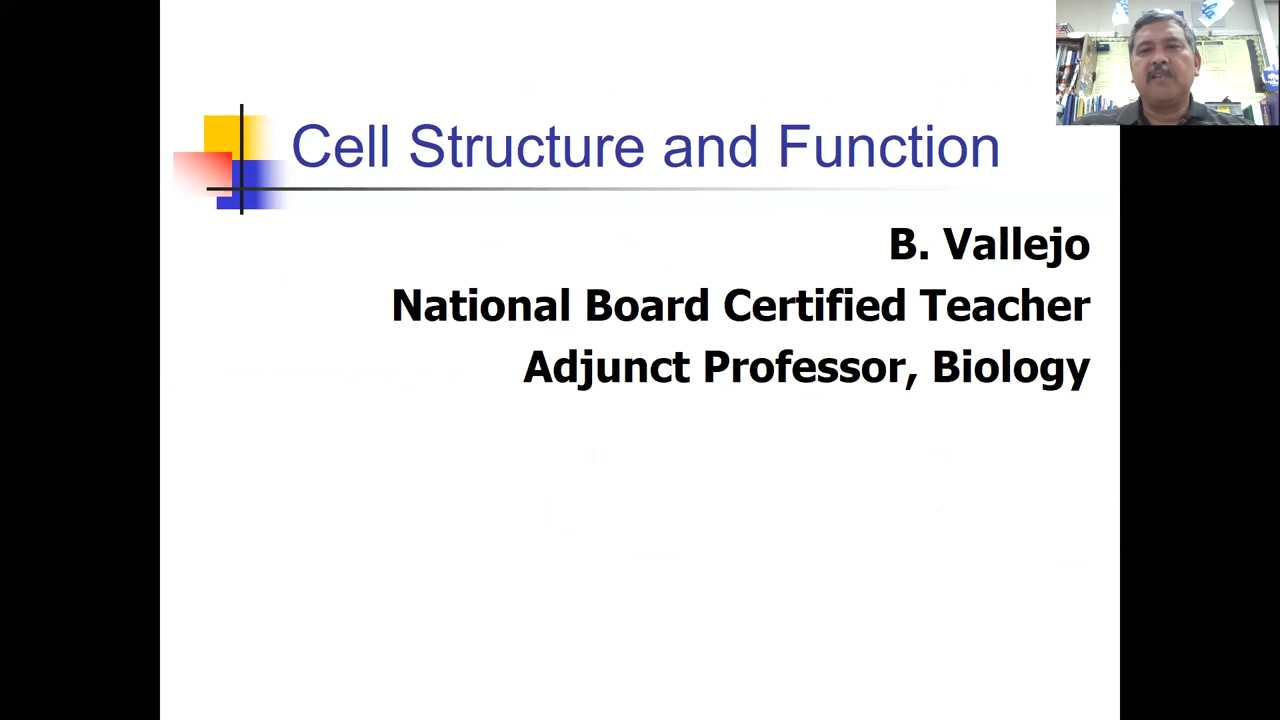 Cell Structure and Function
B. Vallejo
National Board Certified Teacher
Adjunct Professor, Biology